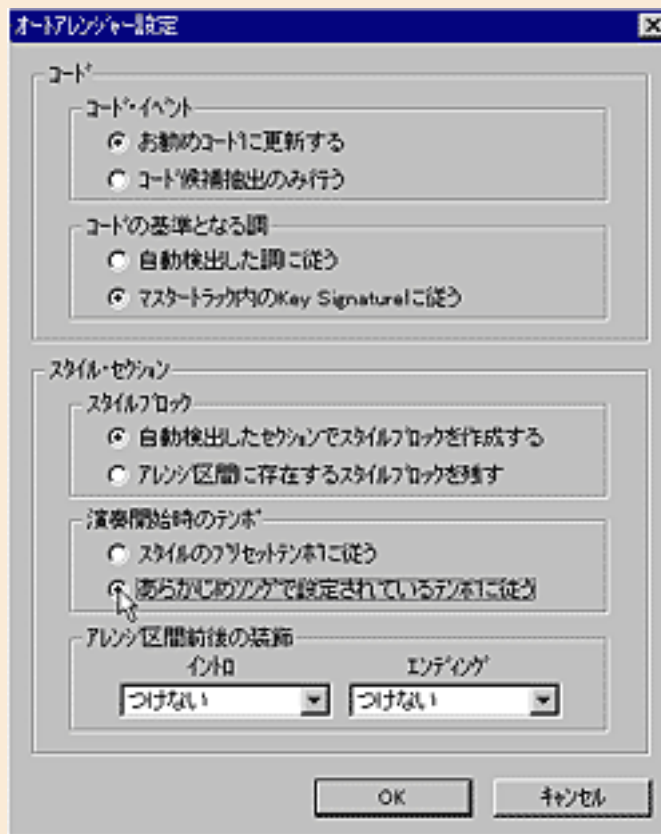 ｵｰﾄｱﾚﾝｼﾞｬｰ設定
ｺｰﾄﾞ
ｺｰﾄﾞ･ｲﾍﾞﾝﾄ
お勧めｺｰﾄﾞに更新する
ｺｰﾄﾞ候補抽出のみ行う
ｺｰﾄﾞの基準となる調
自動検出した調に従う
ﾏｽﾀｰﾄﾗｯｸ内のKey Signatureに従う
ｽﾀｲﾙ･ｾｸｼｮﾝ
ｽﾀｲﾙﾌﾞﾛｯｸ
自動検出したｾｸｼｮﾝでｽﾀｲﾙﾌﾞﾛｯｸを作成する
ｱﾚﾝｼﾞ区間に存在するｽﾀｲﾙﾌﾞﾛｯｸを残す
演奏開始時のﾃﾝﾎﾟ
ｽﾀｲﾙのﾌﾟﾘｾｯﾄﾃﾝﾎﾟに従う
あらかじめｿﾝｸﾞで設定されているﾃﾝﾎﾟに従う
ｱﾚﾝｼﾞ区間前後の装飾
ｲﾝﾄﾛ ｴﾝﾃﾞｨﾝｸﾞ
つけない つけない
OK ｷｬﾝｾﾙ